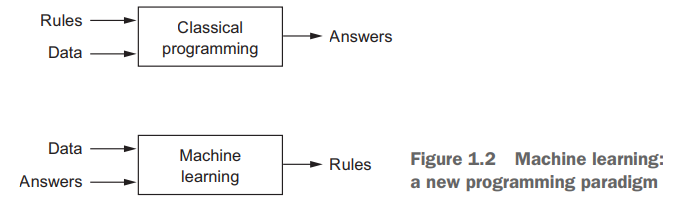 Rules
Data
Classical
programming
Answers
Data
Answers
Machine
learning
Rules
Figure 1.2 Machine learning:
a new programming paradigm